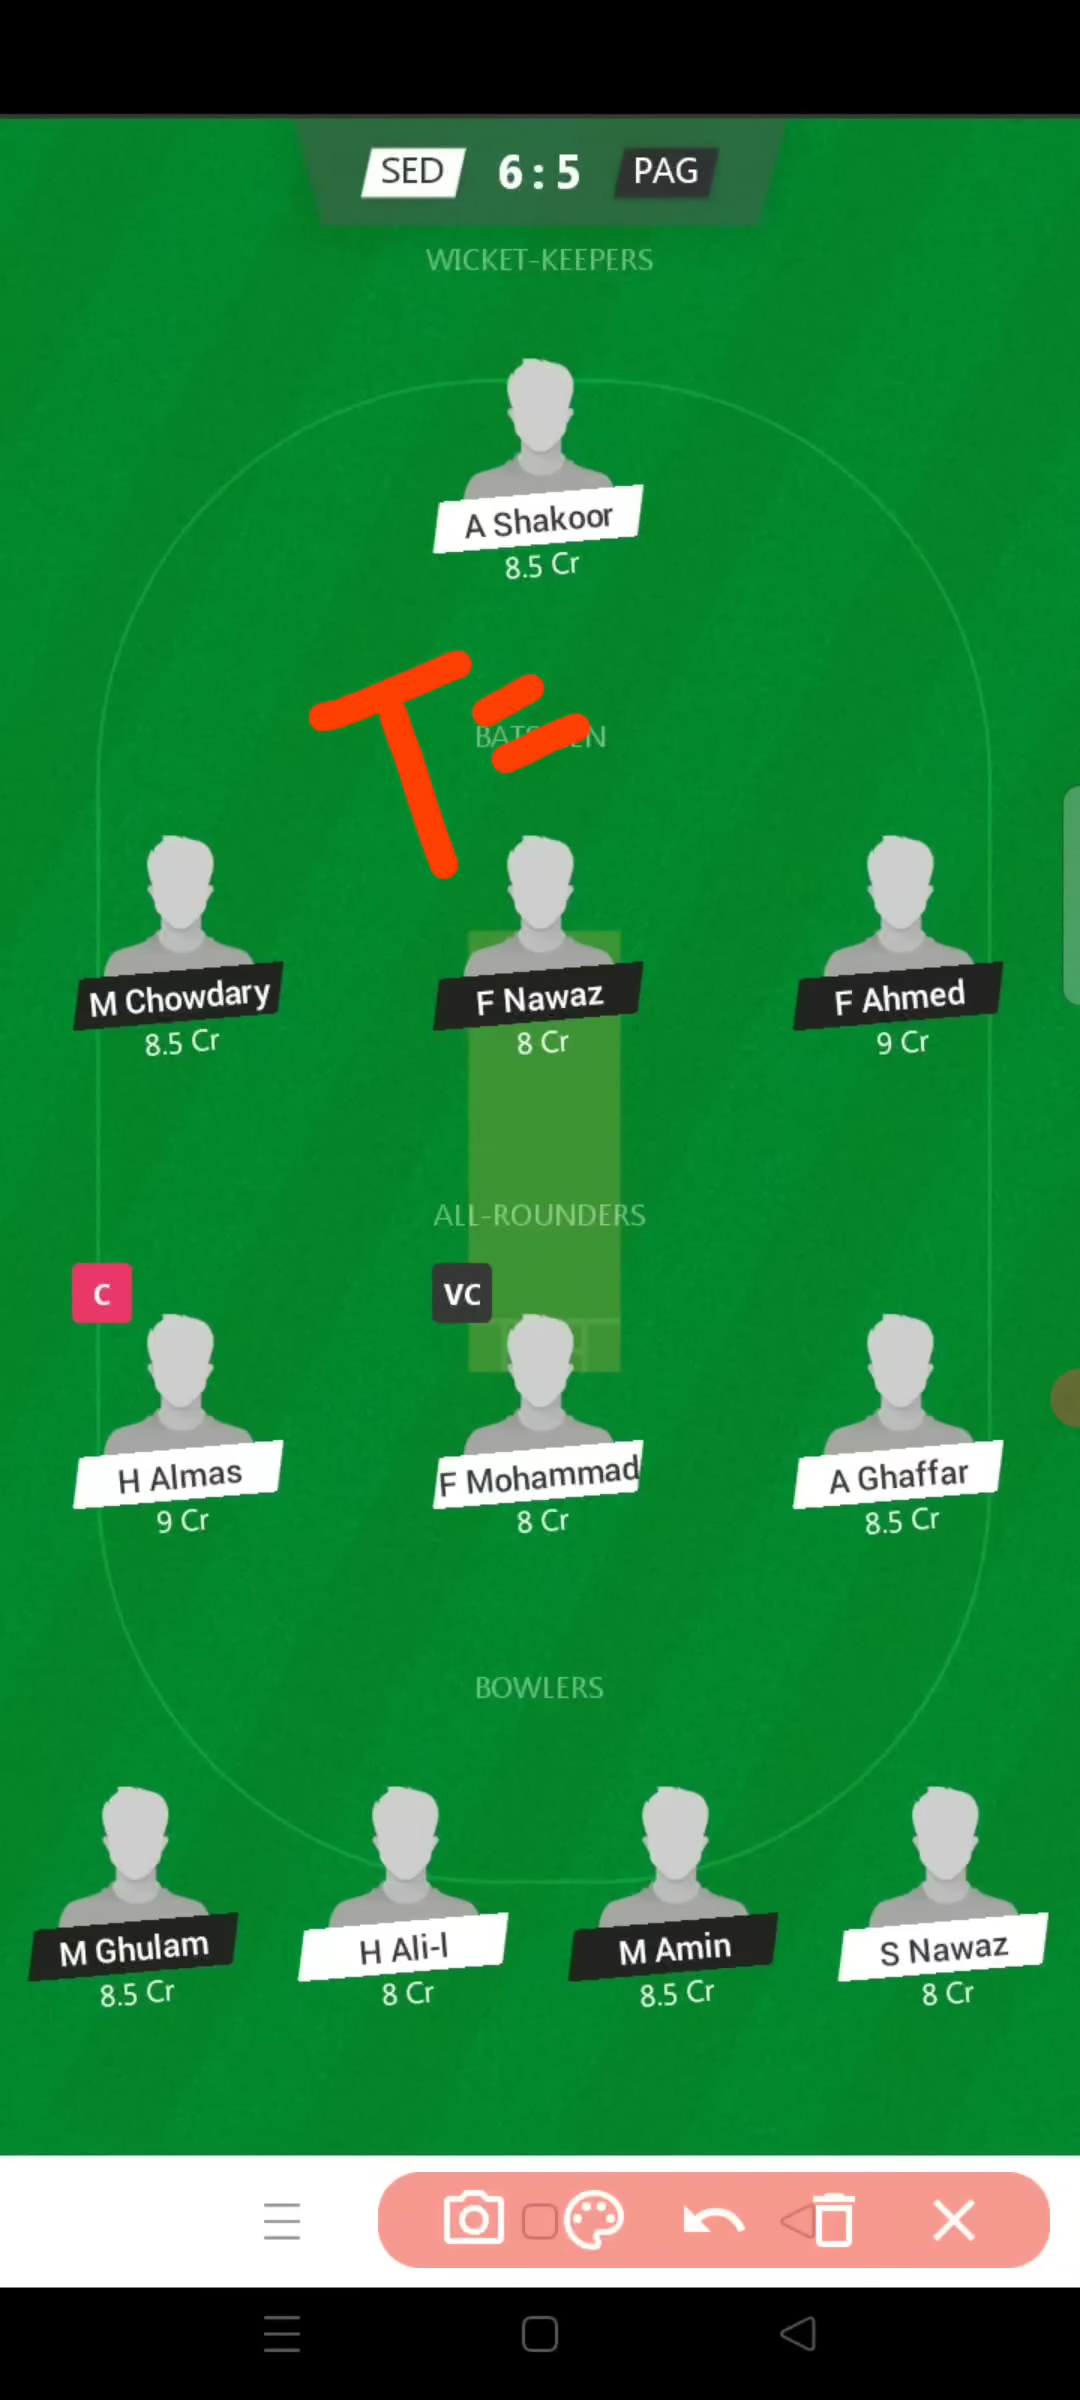 SED 6 : 5 PAG
WICKET-KEEPERS
A Shakoor
8.5 Cr
T=
M Chowdary F Nawaz F Ahmed
8.5 Cr 8 Cr 9 Cr
ALL-ROUNDERS
C VC
H Almas F Mohammad A Ghaffar
9 Cr 8 Cr 8.5 Cr
BOWLERS
M Ghulam H Ali-l M Amin S Nawaz
8.5 Cr 8 Cr 8.5 Cr 8 Cr